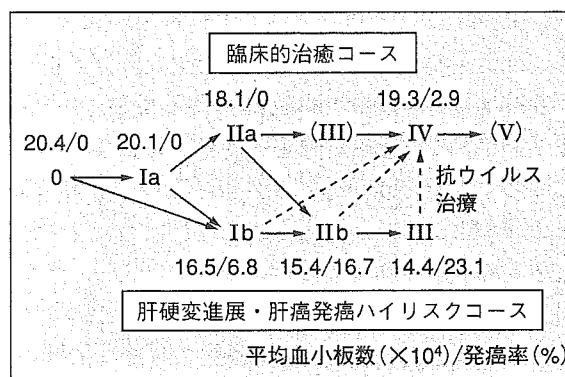 臨床的治癒コース
18.1/0 19.3/2.9
20.4/0 20.1/0 IIa (III) IV (V)
0 Ia 抗ウイルス
治療
Ib IIb III
16.5/6.8 15.4/16.7 14.4/23.1
肝硬変進展・肝癌発癌ハイリスクコース
平均血小板数(×10⁴)/発癌率(%)